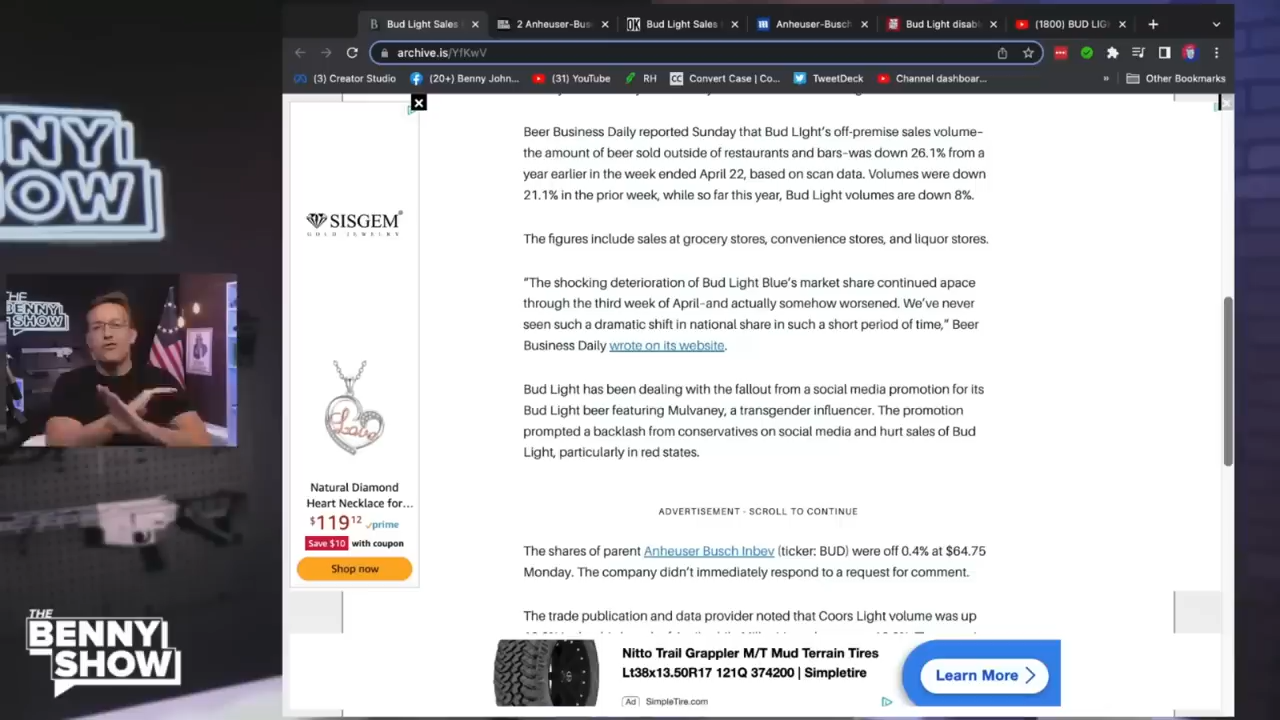 Bud Light Sales
2 Anheuser-Bus
OK Bud Light Sales
Anheuser-Busch
Bud Light disab
(1800) BUD LIG
archive.is/YfKwV
(3) Creator Studio
(20+) Benny John...
(31) YouTube
RH
CC Convert Case | Co...
TweetDeck
Channel dashboar...
»
Other Bookmarks
Beer Business Daily reported Sunday that Bud LIght's off-premise sales volume–
the amount of beer sold outside of restaurants and bars–was down 26.1% from a
year earlier in the week ended April 22, based on scan data. Volumes were down
21.1% in the prior week, while so far this year, Bud Light volumes are down 8%.
The figures include sales at grocery stores, convenience stores, and liquor stores.
"The shocking deterioration of Bud Light Blue's market share continued apace
through the third week of April–and actually somehow worsened. We've never
seen such a dramatic shift in national share in such a short period of time," Beer
Business Daily wrote on its website.
Bud Light has been dealing with the fallout from a social media promotion for its
Bud Light beer featuring Mulvaney, a transgender influencer. The promotion
prompted a backlash from conservatives on social media and hurt sales of Bud
Light, particularly in red states.
ADVERTISEMENT - SCROLL TO CONTINUE
The shares of parent Anheuser Busch Inbev (ticker: BUD) were off 0.4% at $64.75
Monday. The company didn't immediately respond to a request for comment.
The trade publication and data provider noted that Coors Light volume was up
SISGEM®
GOLD JEWELRY
Love
Natural Diamond
Heart Necklace for...
$119 12 prime
Save $10 with coupon
Shop now
Nitto Trail Grappler M/T Mud Terrain Tires
Lt38x13.50R17 121Q 374200 | Simpletire
Ad SimpleTire.com
Learn More
NNY
HOW
THE
BENNY
SHOW
THE
BENNY
SHOW